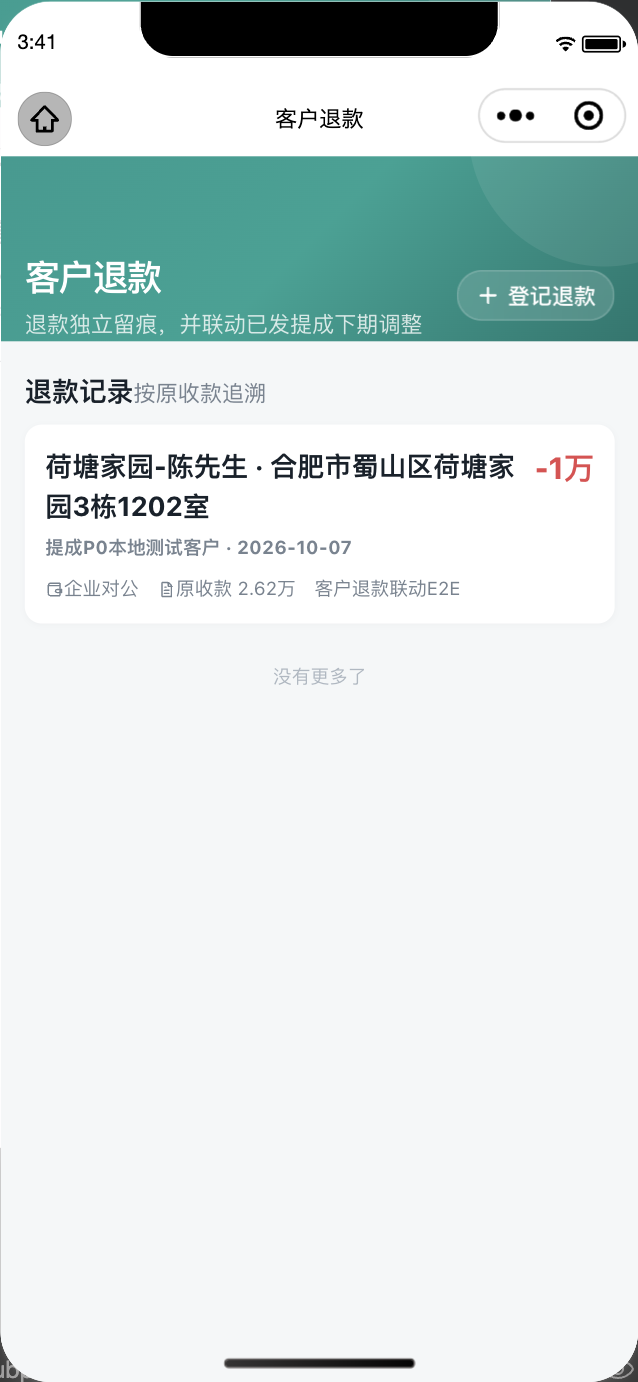 3:41
客户退款
客户退款
+ 登记退款
退款独立留痕，并联动已发提成下期调整
退款记录按原收款追溯
荷塘家园-陈先生 · 合肥市蜀山区荷塘家
园3栋1202室
-1万
提成P0本地测试客户 · 2026-10-07
企业对公 原收款 2.62万 客户退款联动E2E
没有更多了